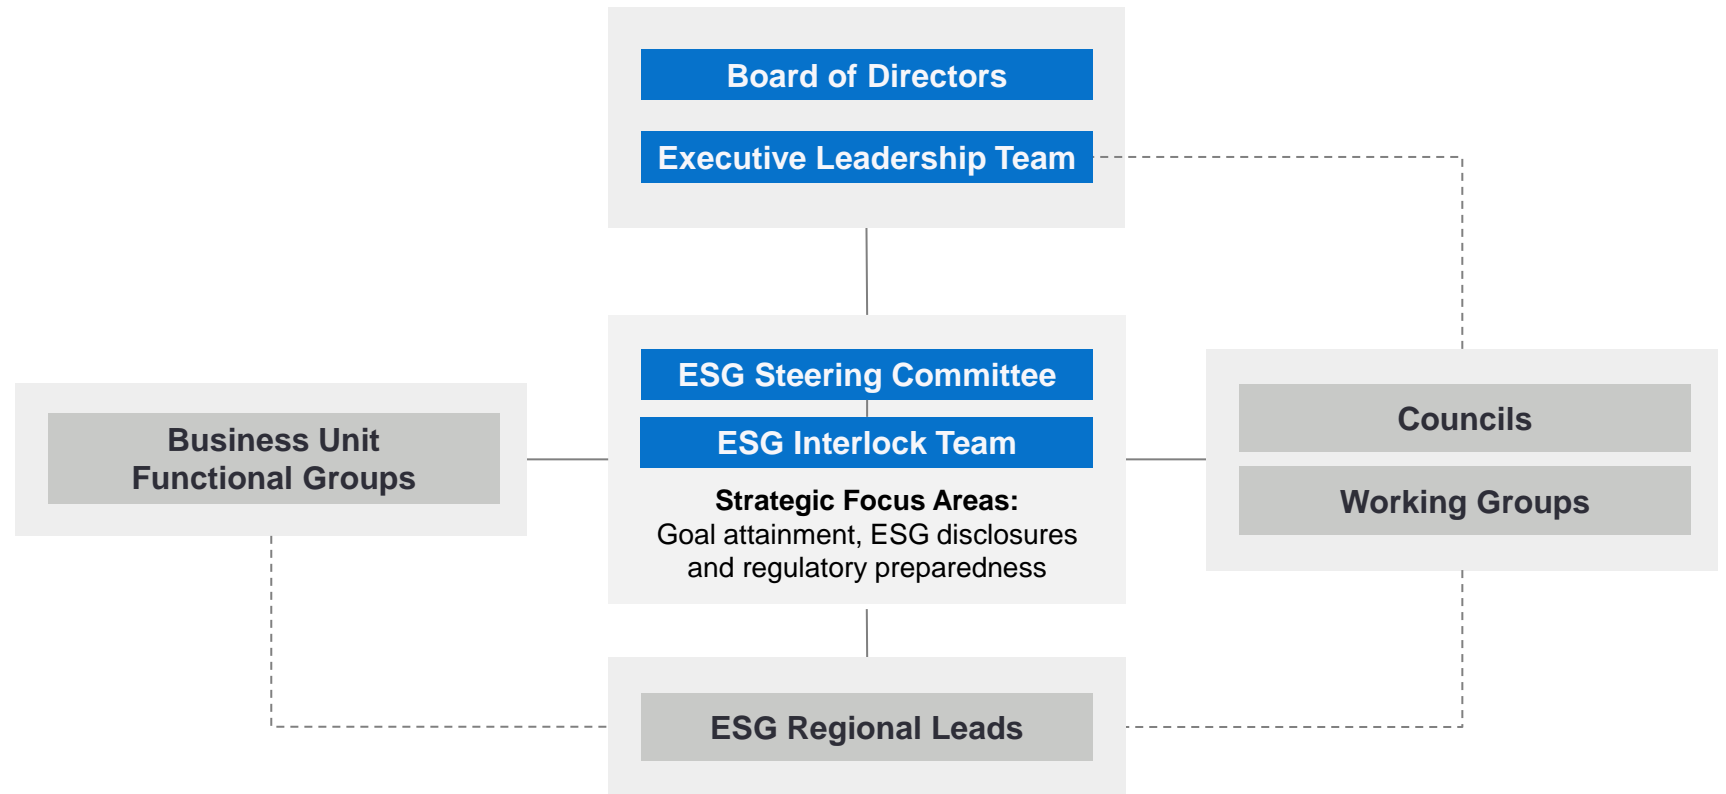 Board of Directors
Executive Leadership Team
ESG Steering Committee
ESG Interlock Team
Strategic Focus Areas:
Goal attainment, ESG disclosures
and regulatory preparedness
Business Unit
Functional Groups
Councils
Working Groups
ESG Regional Leads